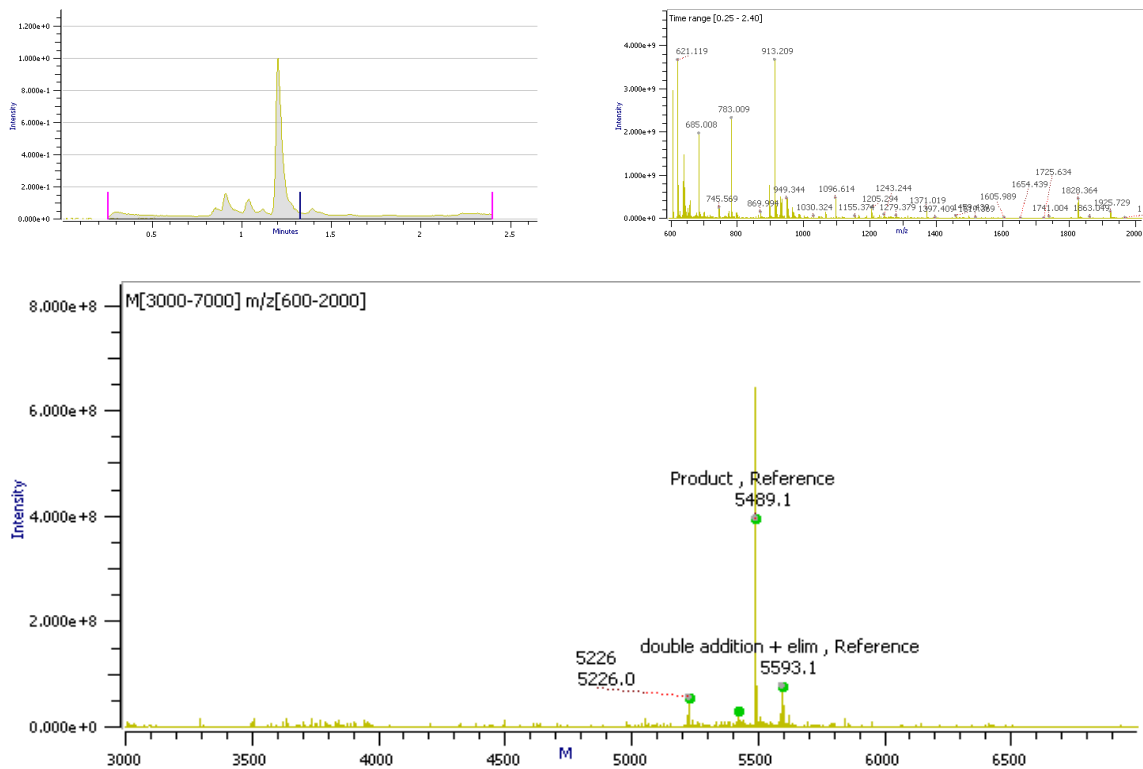 1.200e+0
1.000e+0
8.000e-1
6.000e-1
4.000e-1
2.000e-1
0.000e+0
Intensity
0.5
1.0
1.5
2.0
2.5
Minutes
Time range [0.25 - 2.40]
4.000e+9
3.000e+9
2.000e+9
1.000e+9
0.000e+0
Intensity
621.119
913.209
783.009
685.008
745.569
869.994
949.344
1030.324
1096.614
1155.374
1205.294
1243.244
1279.379
1371.019
1397.409
1605.989
1654.439
1725.634
1741.004
1828.364
1863.049
1925.729
600
800
1000
1200
1400
1600
1800
2000
m/z
M[3000-7000] m/z[600-2000]
8.000e+8
6.000e+8
4.000e+8
2.000e+8
0.000e+0
Intensity
Product , Reference
5489.1
double addition + elim , Reference
5593.1
5226
5226.0
3000
3500
4000
4500
5000
5500
6000
6500
M